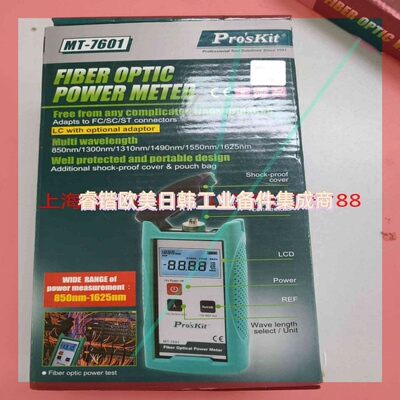 MT-7601
Pro'sKit
Professional Tool Solutions Since 1991
FIBER OPTIC
POWER METER
Free from any complicated
Adapts to FC/SC/ST connectors
LC with optional adaptor
Multi wavelength
850nm/1300nm/1310nm/1490nm/1550nm/1625nm
Well protected and portable design
Additional shock-proof cover & pouch bag
Shock-proof
cover
上海
睿锴欧美日韩工业备件集成商88
LCD
Power
REF
Wave length
select / Unit
WIDE RANGE of
power measurement :
850nm-1625nm
Fiber optic power test
Pro'sKit
MT-7601
Fiber Optical Power Meter